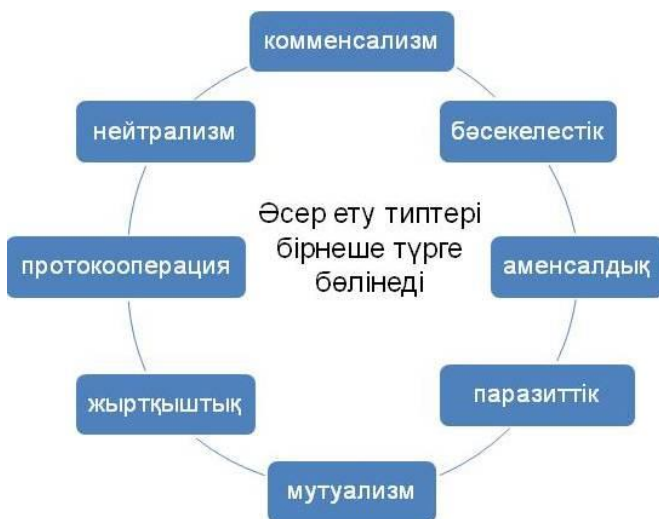 комменсализм
нейтрализм
бәсекелестік
Әсер ету типтері
бірнеше түрге
бөлінеді
протокооперация
аменсалдық
жыртқыштық
паразиттік
мутуализм